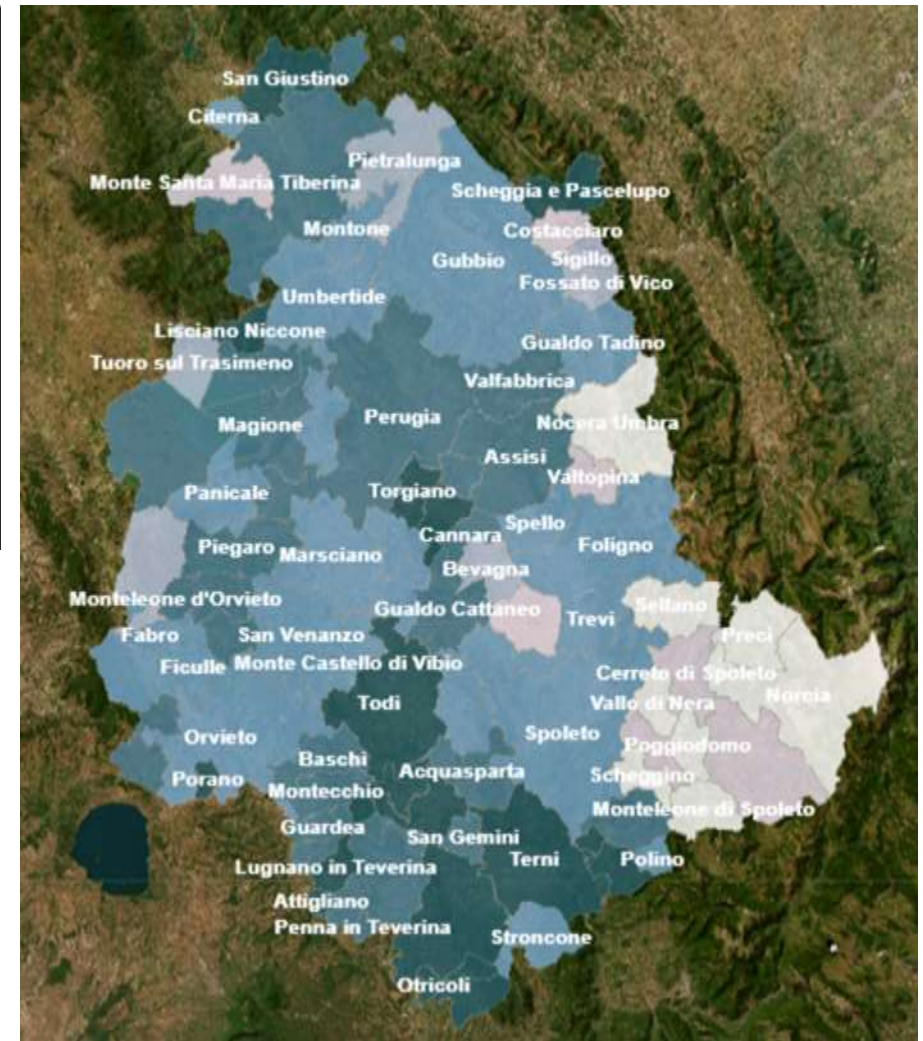 San Giustino
Citerna
Pietralunga
Monte Santa Maria Tiberina
Scheggia e Pascelupo
Montone
Costacciaro
Gubbio
Sigillo
Fossato di Vico
Umbertide
Lisciano Niccone
Gualdo Tadino
Tuoro sul Trasimeno
Valfabbrica
Perugia
Nocera Umbra
Magione
Assisi
Valtopina
Panicale
Torgiano
Spello
Cannara
Foligno
Piegaro
Marsciano
Bevagna
Monteleone d'Orvieto
Gualdo Cattaneo
Sellano
Trevi
Fabro
San Venanzo
Preci
Ficulle
Monte Castello di Vibio
Cerreto di Spoleto
Norcia
Todi
Vallo di Nera
Orvieto
Spoleto
Poggiodomo
Baschi
Porano
Acquasparta
Scheggino
Montecchio
Monteleone di Spoleto
Guardea
San Gemini
Terni
Polino
Lugnano in Teverina
Attigliano
Penna in Teverina
Stroncone
Otricoli